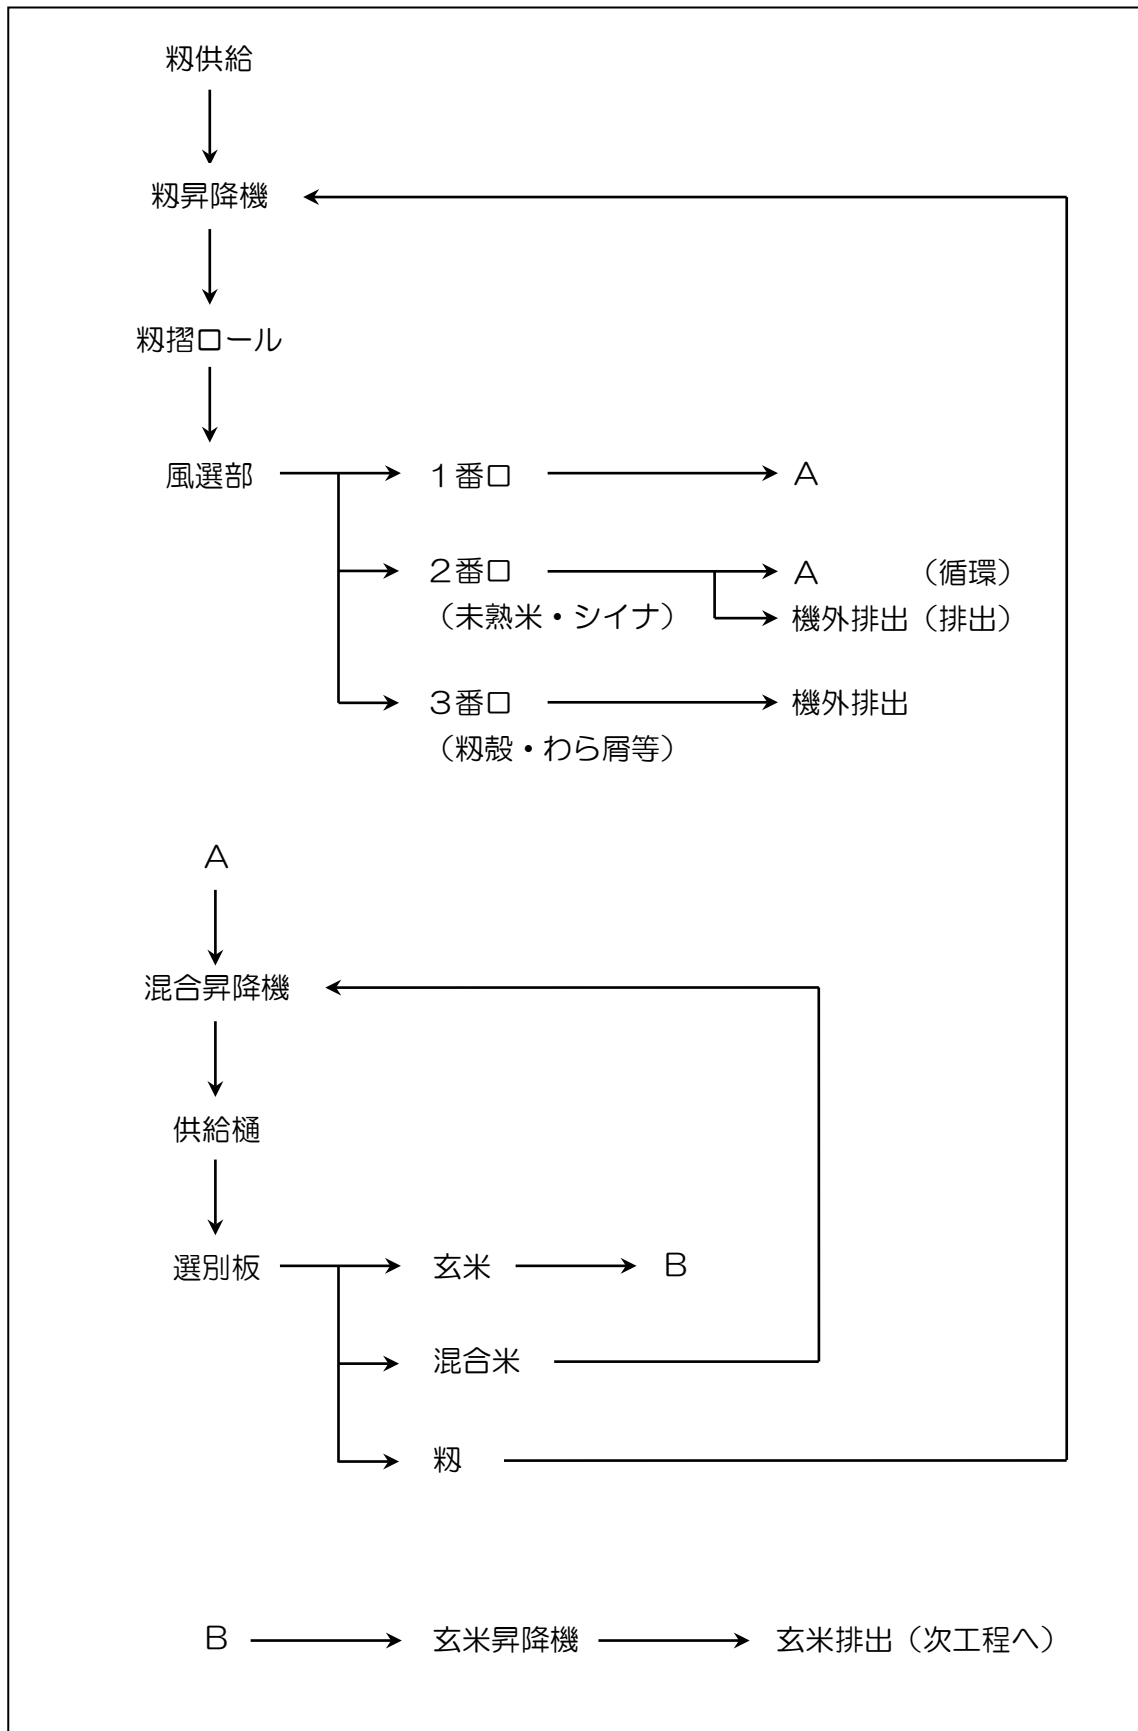 籾供給
籾昇降機
籾摺ロール
風選部
1番口
A
2番口
A
（循環）
（未熟米・シイナ）
機外排出（排出）
3番口
機外排出
（籾殻・わら屑等）
A
混合昇降機
供給樋
選別板
玄米
B
混合米
籾
B
玄米昇降機
玄米排出（次工程へ）